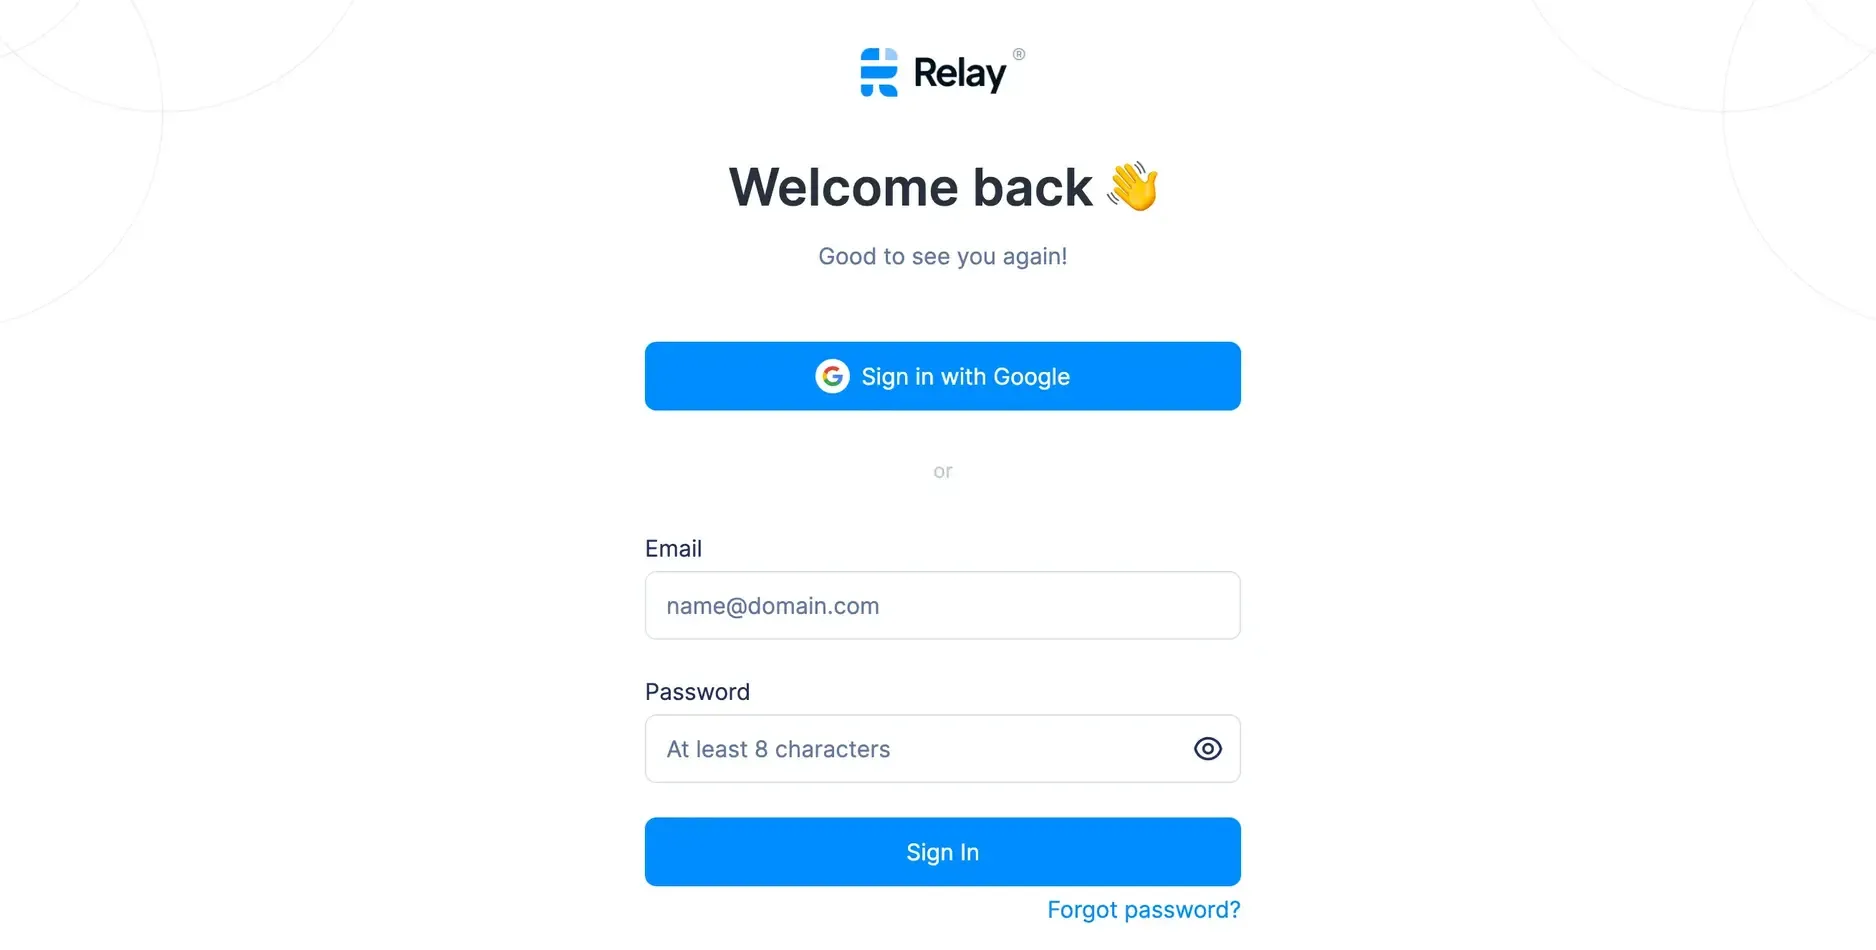 Relay ®
Welcome back 👋
Good to see you again!
Sign in with Google
or
Email
name@domain.com
Password
At least 8 characters
Sign In
Forgot password?